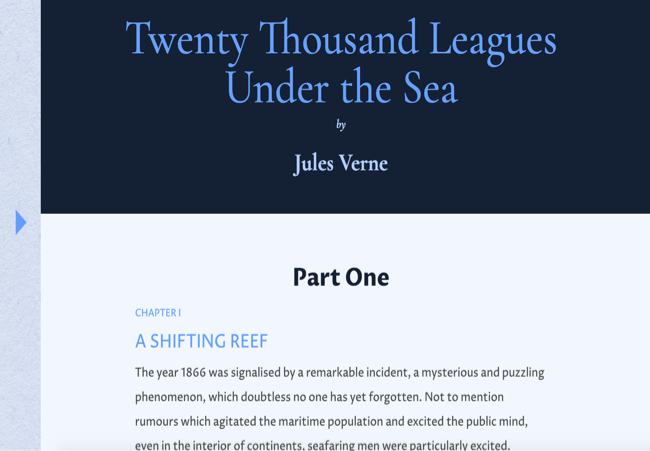 Twenty Thousand Leagues
Under the Sea
by
Jules Verne
Part One
CHAPTER I
A SHIFTING REEF
The year 1866 was signalised by a remarkable incident, a mysterious and puzzling
phenomenon, which doubtless no one has yet forgotten. Not to mention
rumours which agitated the maritime population and excited the public mind,
even in the interior of continents, seafaring men were particularly excited.